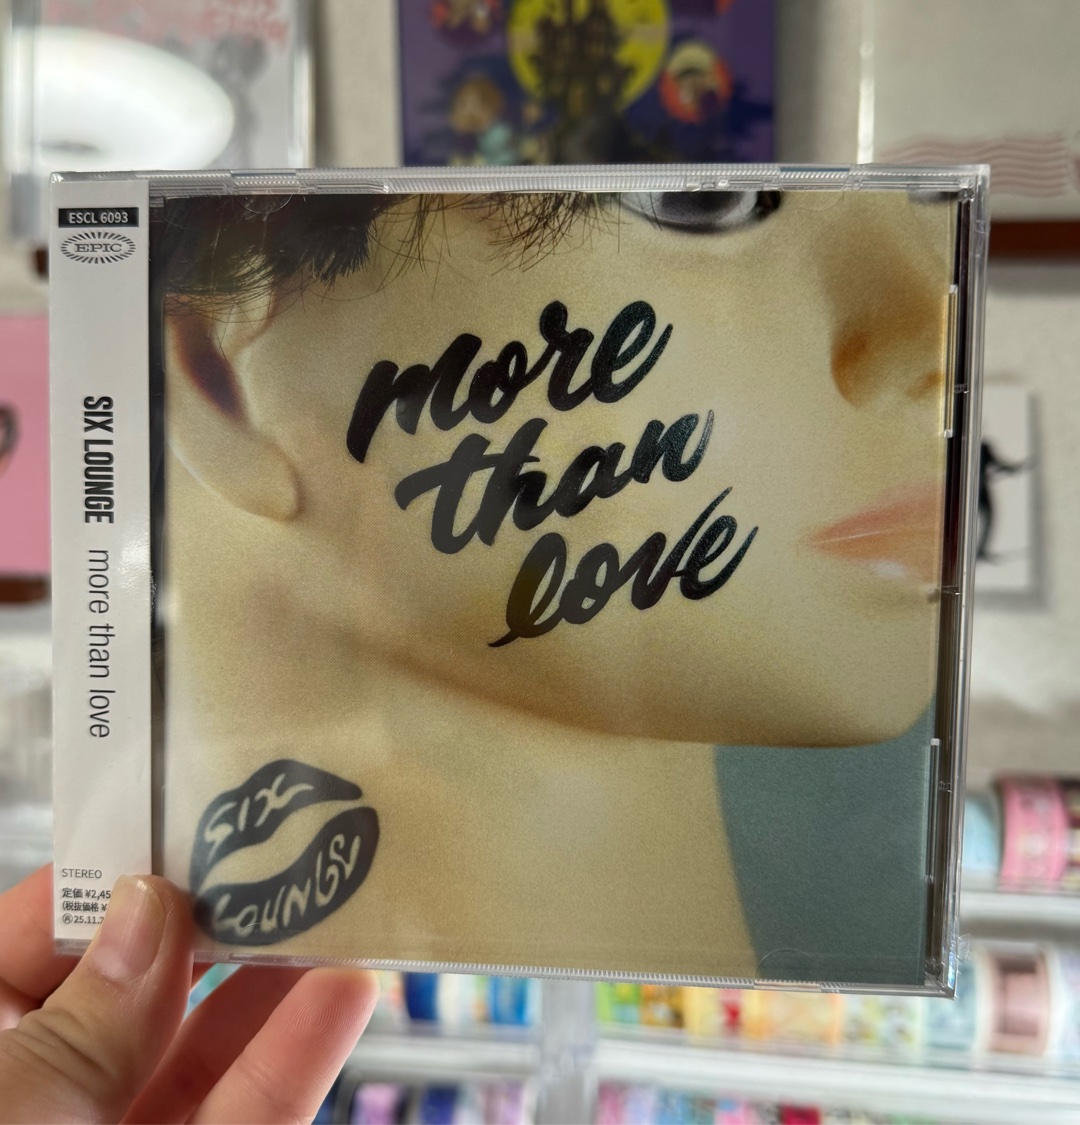 ESCL 6093
EPIC
SIX LOUNGE more than love
STEREO
定価 ¥2,45
(税抜価格 ¥
25.11.
more
than
love
SIX
LOUNGE